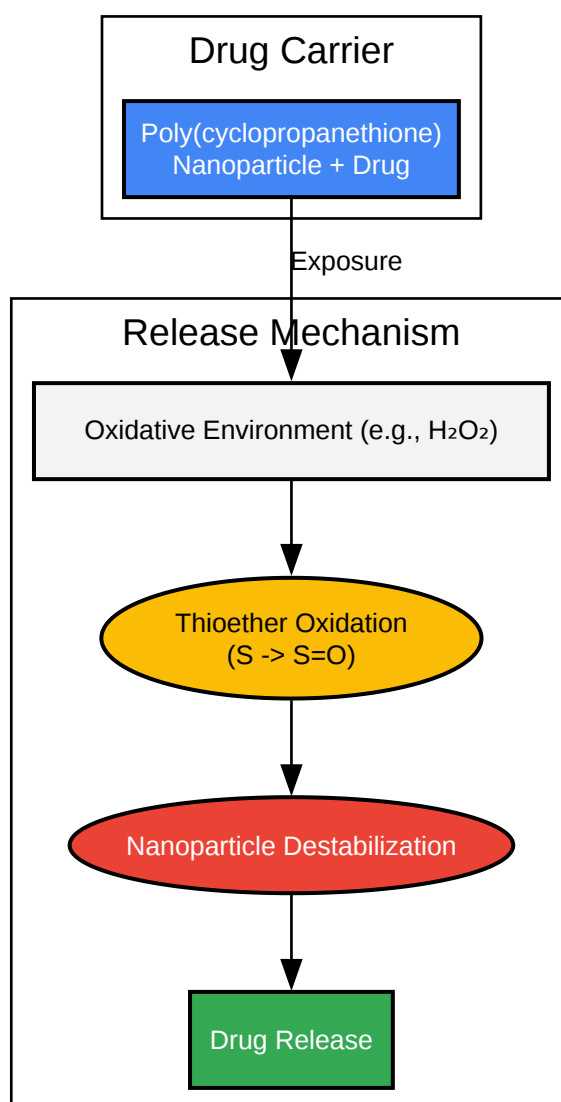 Drug Carrier
Poly(cyclopropanethione)
Nanoparticle + Drug
Exposure
Release Mechanism
Oxidative Environment (e.g., H₂O₂)
Thioether Oxidation
(S -> S=O)
Nanoparticle Destabilization
Drug Release